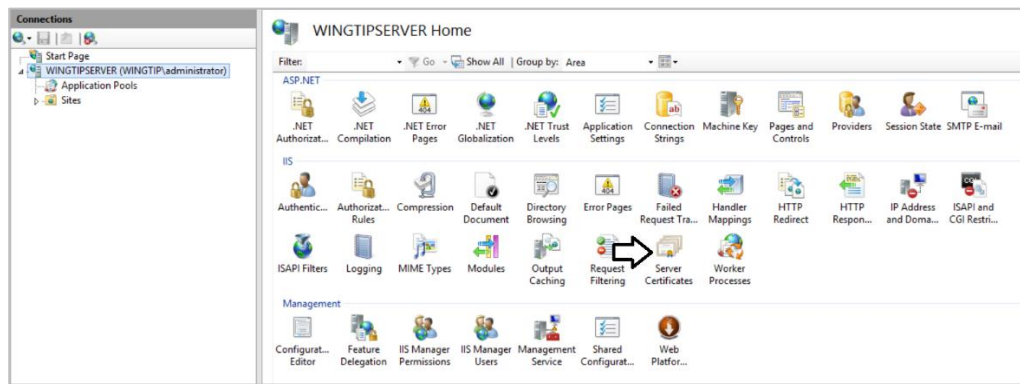 Connections
Start Page
WINGTIPSERVER (WINGTIP\administrator)
Application Pools
Sites
WINGTIPSERVER Home
Filter: Go Show All Group by: Area
ASP.NET
.NET Authorizat...
.NET Compilation
.NET Error Pages
.NET Globalization
.NET Trust Levels
Application Settings
Connection Strings
Machine Key
Pages and Controls
Providers
Session State
SMTP E-mail
IIS
Authentic...
Authorizat... Rules
Compression
Default Document
Directory Browsing
Error Pages
Failed Request Tra...
Handler Mappings
HTTP Redirect
HTTP Respon...
IP Address and Doma...
ISAPI and CGI Restri...
ISAPI Filters
Logging
MIME Types
Modules
Output Caching
Request Filtering
Server Certificates
Worker Processes
Management
Configurat... Editor
Feature Delegation
IIS Manager Permissions
IIS Manager Users
Management Service
Shared Configurat...
Web Platfor...